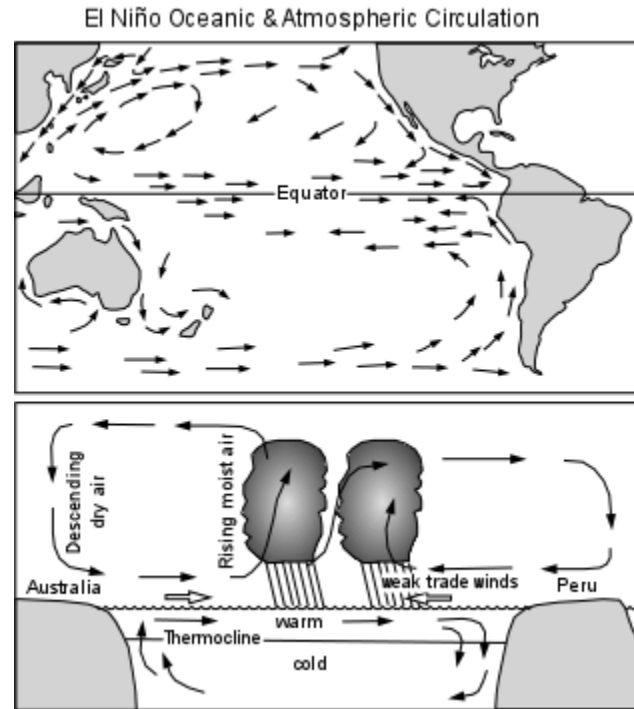 El Niño Oceanic & Atmospheric Circulation
Equator
Descending
dry air
Rising moist air
Australia
weak trade winds
Peru
warm
Thermocline
cold